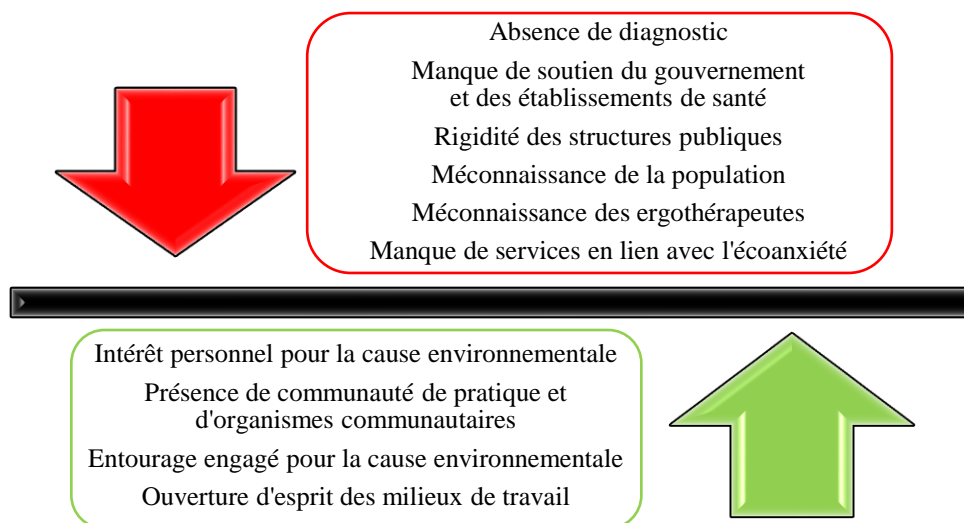 Absence de diagnostic
Manque de soutien du gouvernement
et des établissements de santé
Rigidité des structures publiques
Méconnaissance de la population
Méconnaissance des ergothérapeutes
Manque de services en lien avec l'écoanxiété
Intérêt personnel pour la cause environnementale
Présence de communauté de pratique et
d'organismes communautaires
Entourage engagé pour la cause environnementale
Ouverture d'esprit des milieux de travail